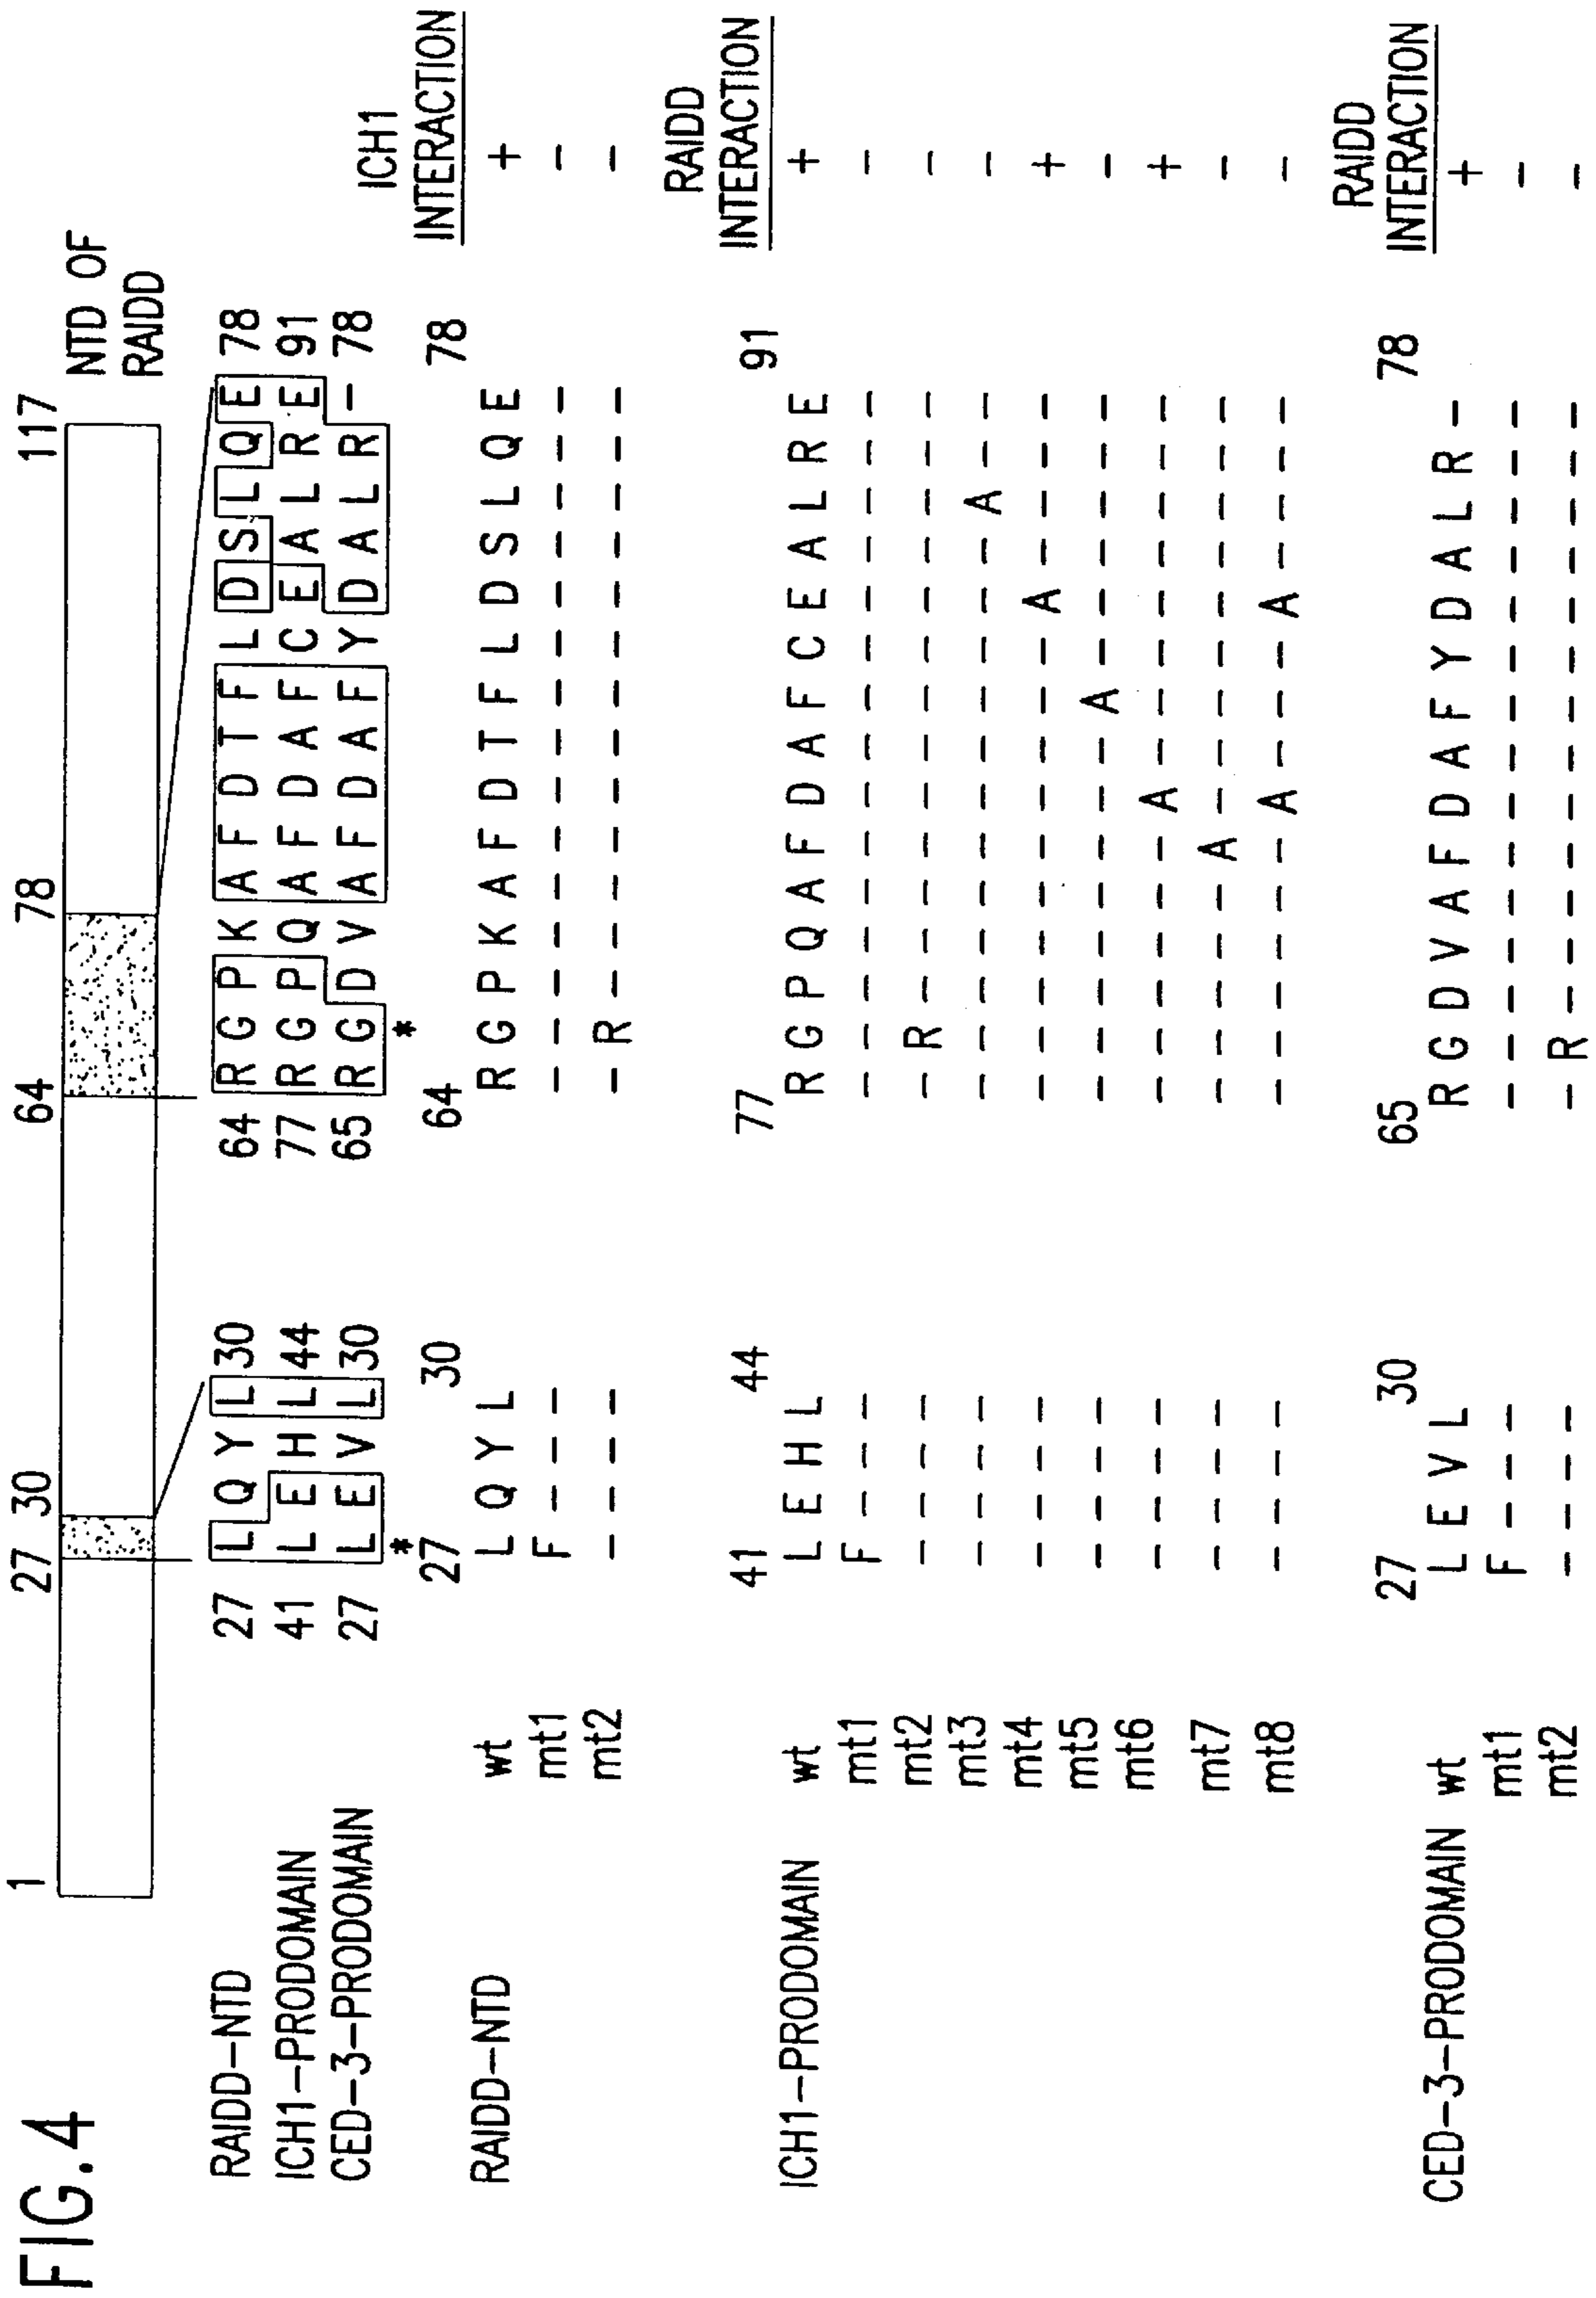 FIG. 4
1 27 30 64 78 117
NTD OF
RAIDD
RAIDD-NTD 27 L Q Y L 30 64 R G P K A F D T F L D S L Q E 78
ICH1-PRODOMAIN 41 L E H L 44 77 R G P Q A F D A F C E A L R E 91
CED-3-PRODOMAIN 27 L E V L 30 65 R G D V A F D A F Y D A L R - 78
* *
ICH1
INTERACTION
27 30 64 78
RAIDD-NTD wt L Q Y L R G P K A F D T F L D S L Q E +
mt1 F - - - - - - - - - - - - - - - - - - -
mt2 - - - - - R - - - - - - - - - - - - - -
RAIDD
INTERACTION
41 44 77 91
ICH1-PRODOMAIN wt L E H L R G P Q A F D A F C E A L R E +
mt1 F - - - - - - - - - - - - - - - - - - -
mt2 - - - - - R - - - - - - - - - - - - - -
mt3 - - - - - - - - - - - - - - - - A - - -
mt4 - - - - - - - - - - - - - - A - - - - +
mt5 - - - - - - - - - - - - A - - - - - - -
mt6 - - - - - - - - - - A - - - - - - - - +
mt7 - - - - - - - - - A - - - - - - - - - -
mt8 - - - - - - - - - - A - - - A - - - - -
RAIDD
INTERACTION
27 30 65 78
CED-3-PRODOMAIN wt L E V L R G D V A F D A F Y D A L R - +
mt1 F - - - - - - - - - - - - - - - - - - -
mt2 - - - - - R - - - - - - - - - - - - - -